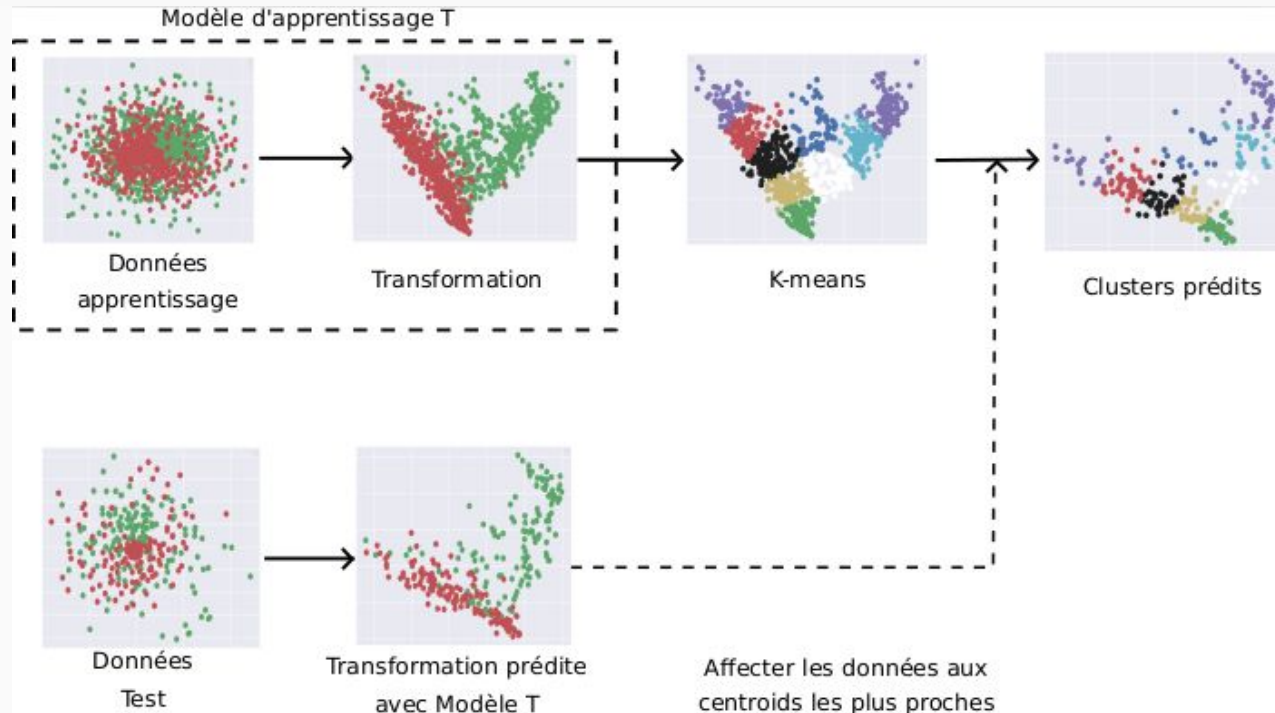 Modèle d'apprentissage T
Données
apprentissage
Transformation
K-means
Clusters prédits
Données
Test
Transformation prédite
avec Modèle T
Affecter les données aux
centroids les plus proches